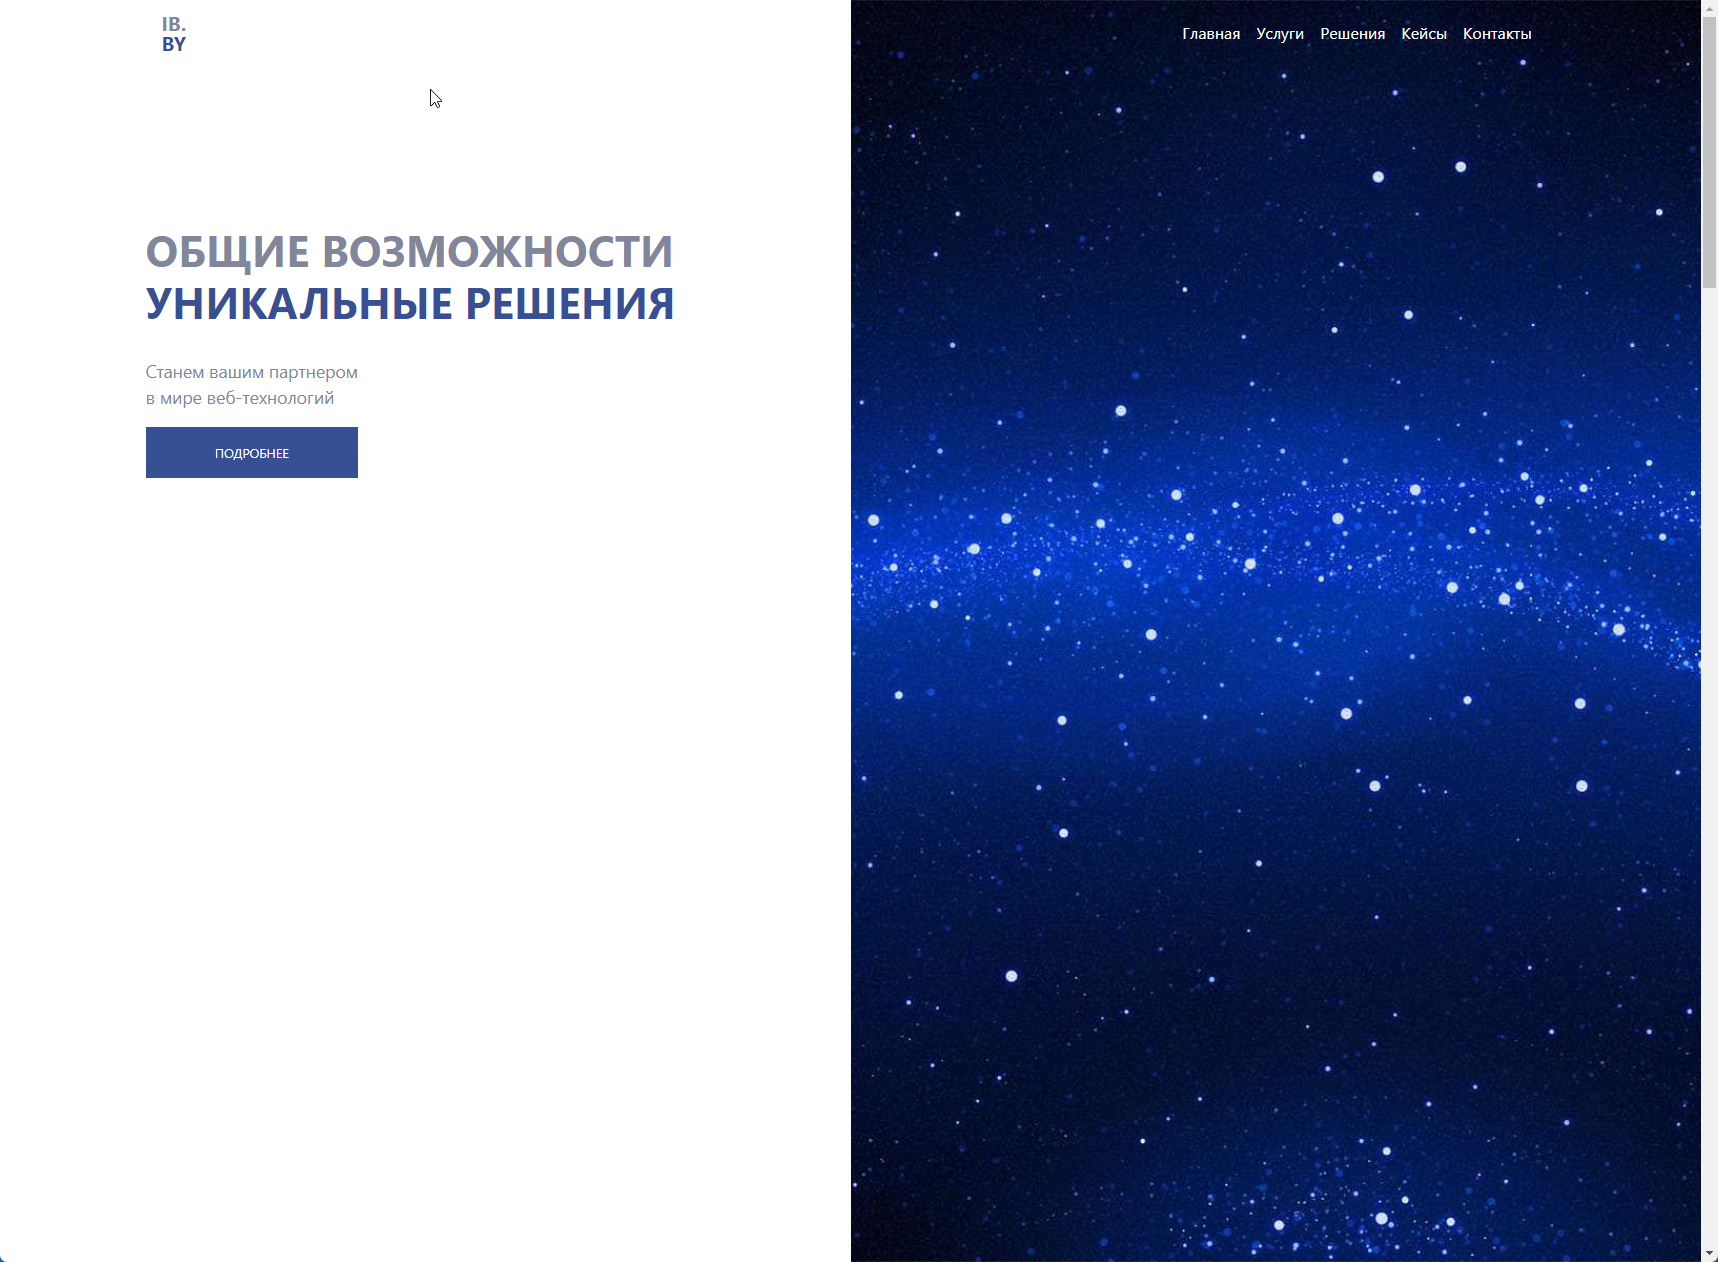 IB.
BY
Главная Услуги Решения Кейсы Контакты
ОБЩИЕ ВОЗМОЖНОСТИ
УНИКАЛЬНЫЕ РЕШЕНИЯ
Станем вашим партнером
в мире веб-технологий
ПОДРОБНЕЕ